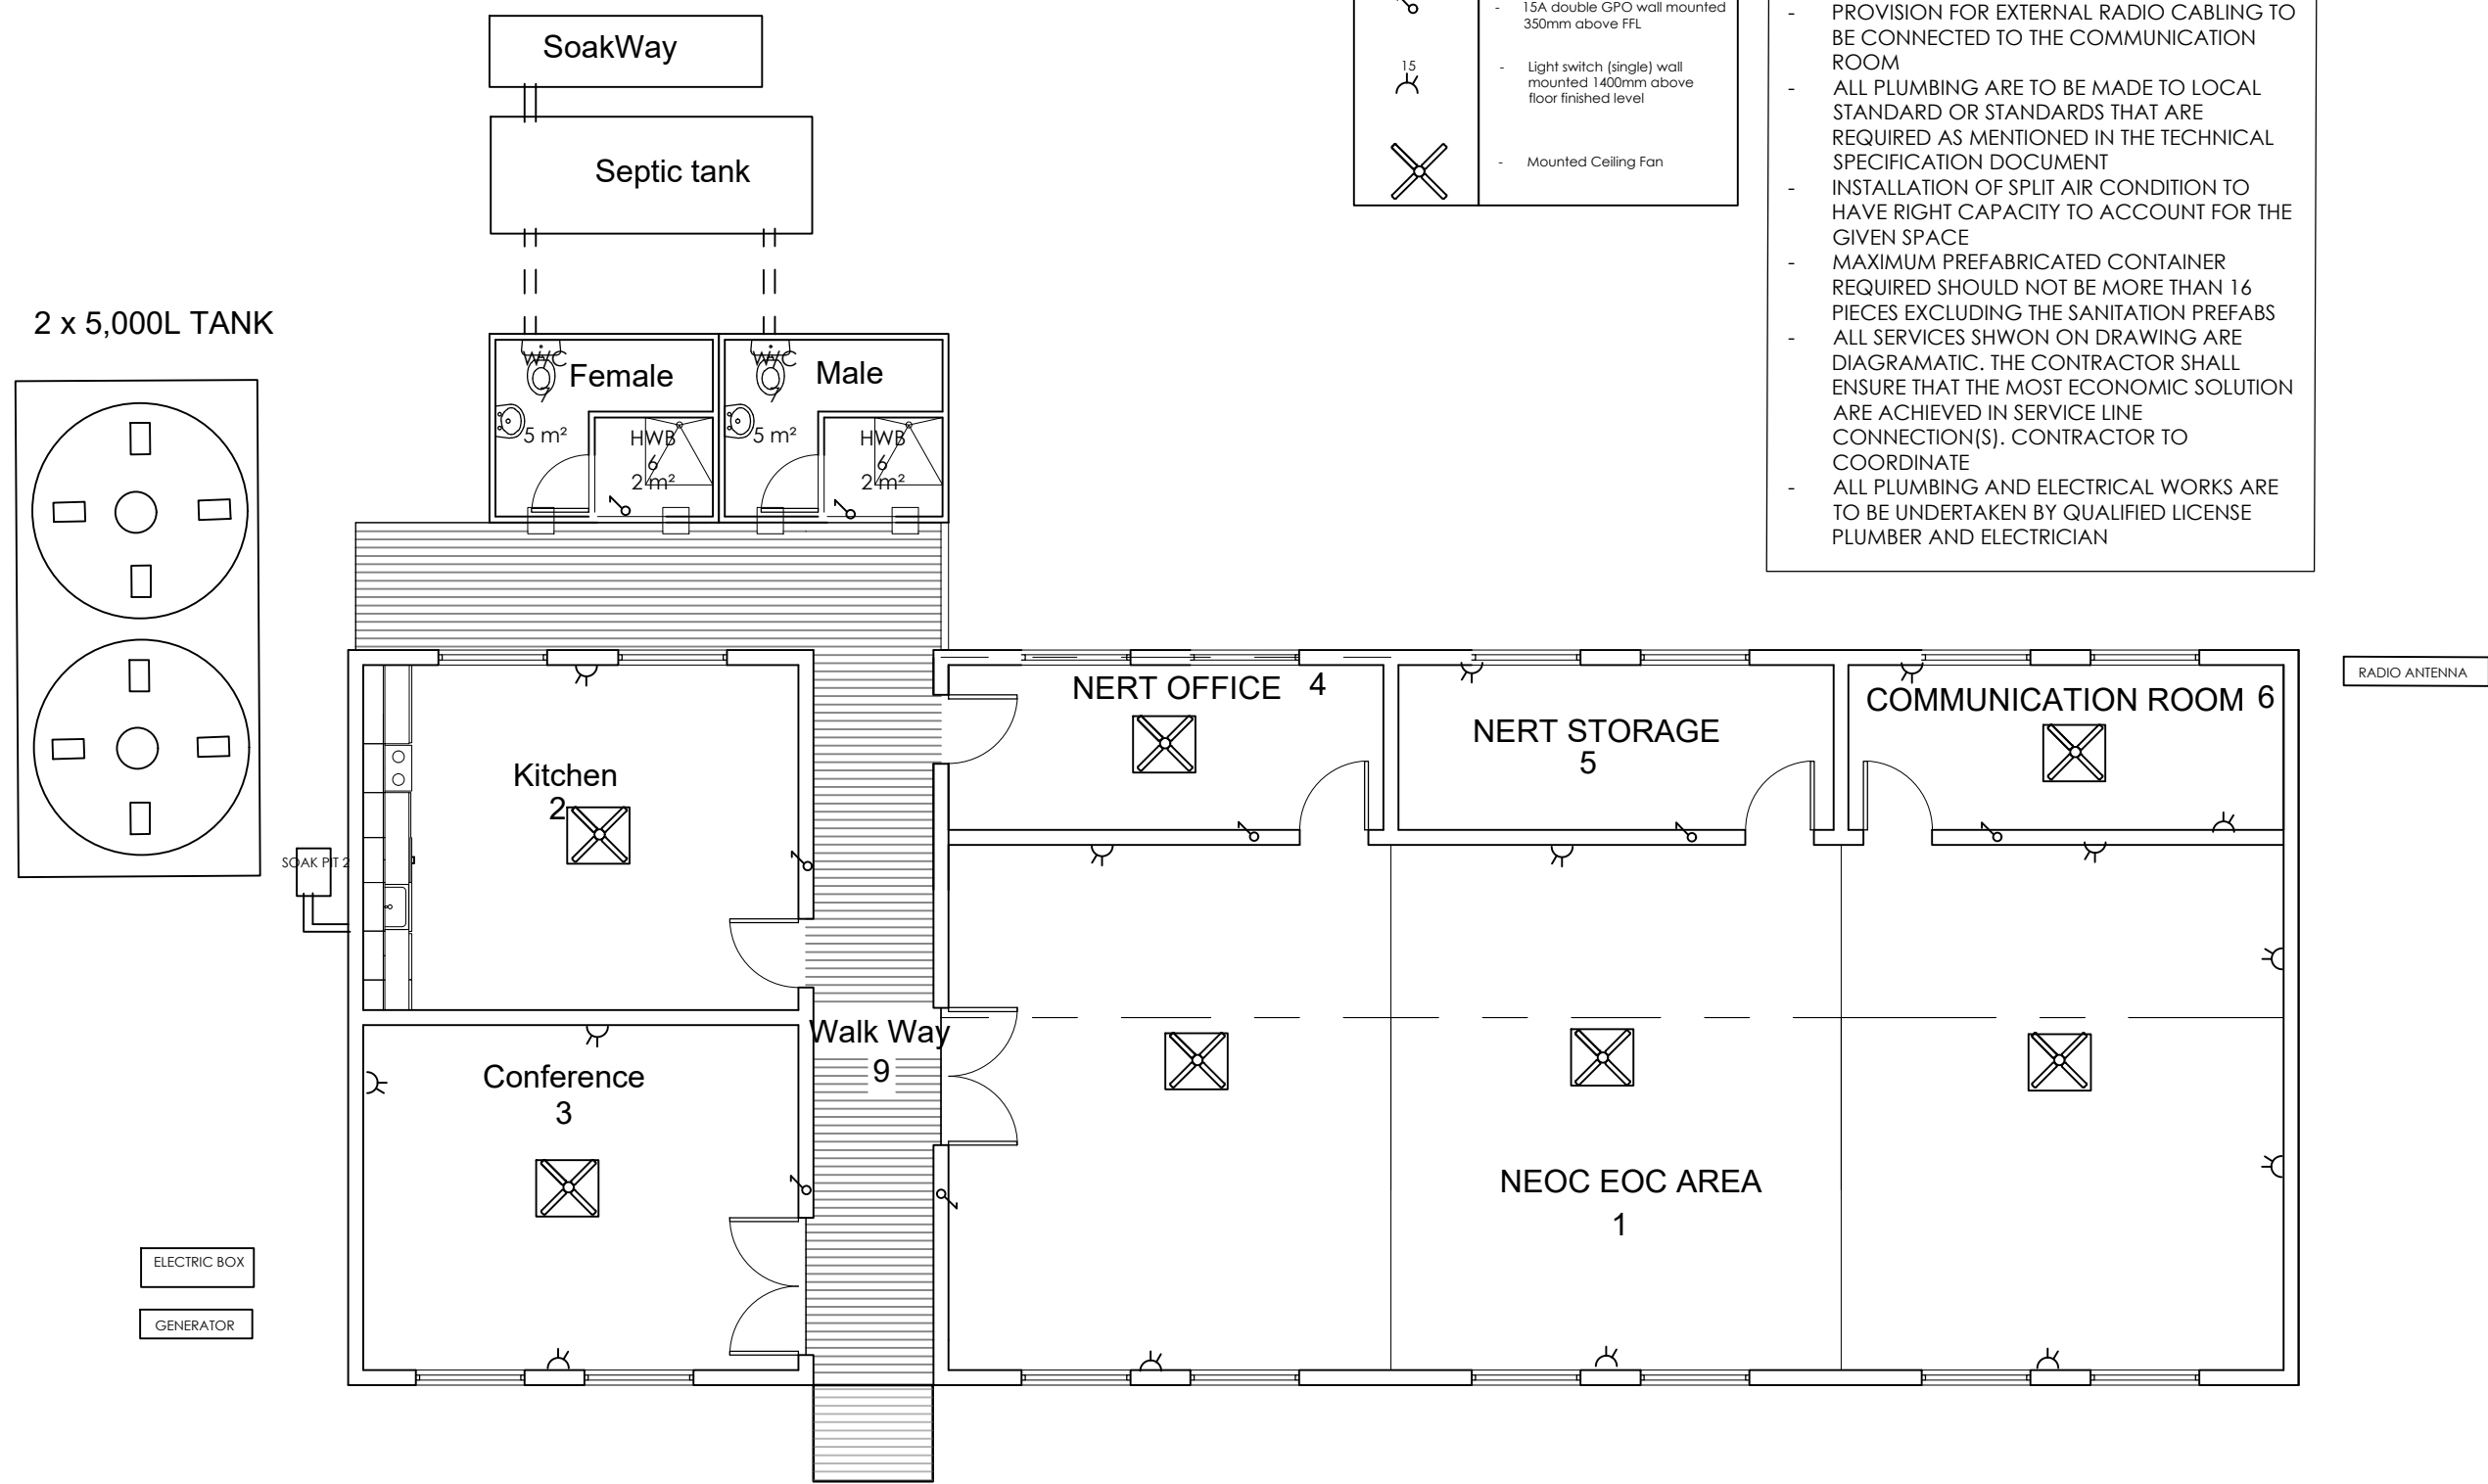 SoakWay
Septic tank
- 15A double GPO wall mounted
350mm above FFL
15
- Light switch (single) wall
mounted 1400mm above
floor finished level
- Mounted Ceiling Fan
- PROVISION FOR EXTERNAL RADIO CABLING TO
BE CONNECTED TO THE COMMUNICATION
ROOM
- ALL PLUMBING ARE TO BE MADE TO LOCAL
STANDARD OR STANDARDS THAT ARE
REQUIRED AS MENTIONED IN THE TECHNICAL
SPECIFICATION DOCUMENT
- INSTALLATION OF SPLIT AIR CONDITION TO
HAVE RIGHT CAPACITY TO ACCOUNT FOR THE
GIVEN SPACE
- MAXIMUM PREFABRICATED CONTAINER
REQUIRED SHOULD NOT BE MORE THAN 16
PIECES EXCLUDING THE SANITATION PREFABS
- ALL SERVICES SHWON ON DRAWING ARE
DIAGRAMATIC. THE CONTRACTOR SHALL
ENSURE THAT THE MOST ECONOMIC SOLUTION
ARE ACHIEVED IN SERVICE LINE
CONNECTION(S). CONTRACTOR TO
COORDINATE
- ALL PLUMBING AND ELECTRICAL WORKS ARE
TO BE UNDERTAKEN BY QUALIFIED LICENSE
PLUMBER AND ELECTRICIAN
2 x 5,000L TANK
W/C
7
Female
5 m²
HWB
6
2 m²
W/C
7
Male
5 m²
HWB
6
2 m²
NERT OFFICE 4
NERT STORAGE
5
COMMUNICATION ROOM 6
RADIO ANTENNA
Kitchen
2
SOAK PIT 2
Walk Way
9
Conference
3
NEOC EOC AREA
1
ELECTRIC BOX
GENERATOR